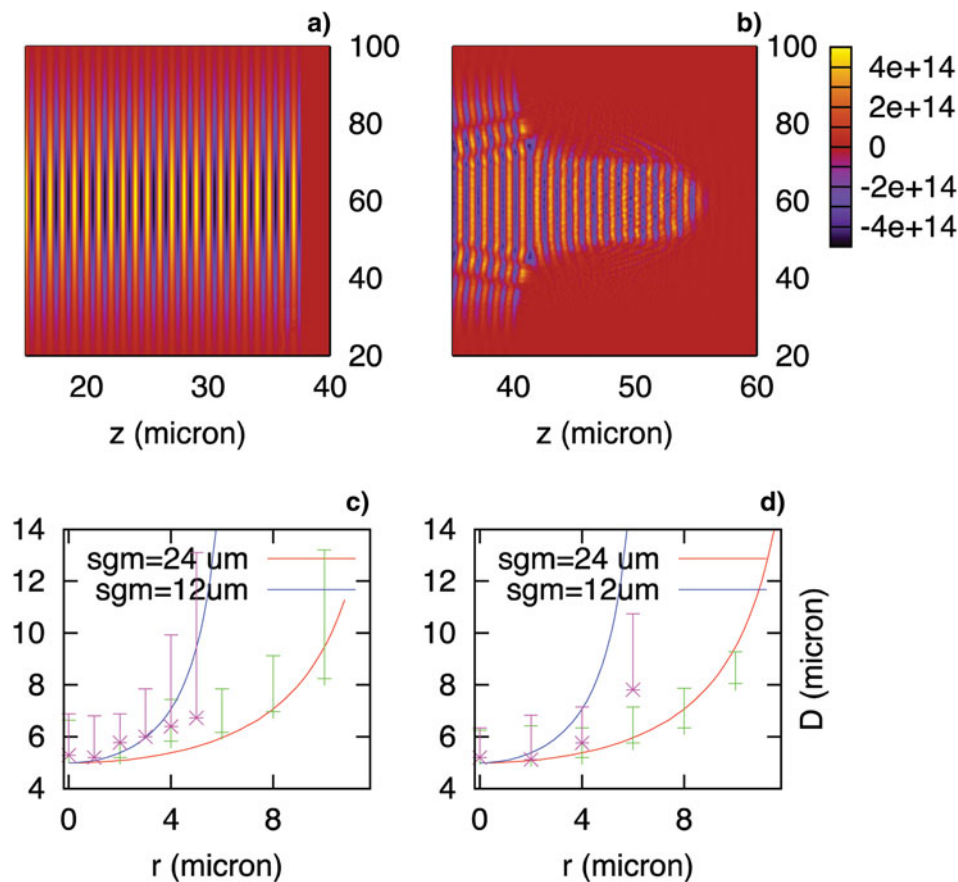 a)
b)
100
80
60
40
20
20 30 40
z (micron)
100
80
60
40
20
40 50 60
z (micron)
4e+14
2e+14
0
-2e+14
-4e+14
c)
14
12
10
8
6
4
sgm=24 um
sgm=12um
0 4 8
r (micron)
d)
14
12
10
8
6
4
sgm=24 um
sgm=12um
0 4 8
r (micron)
D (micron)